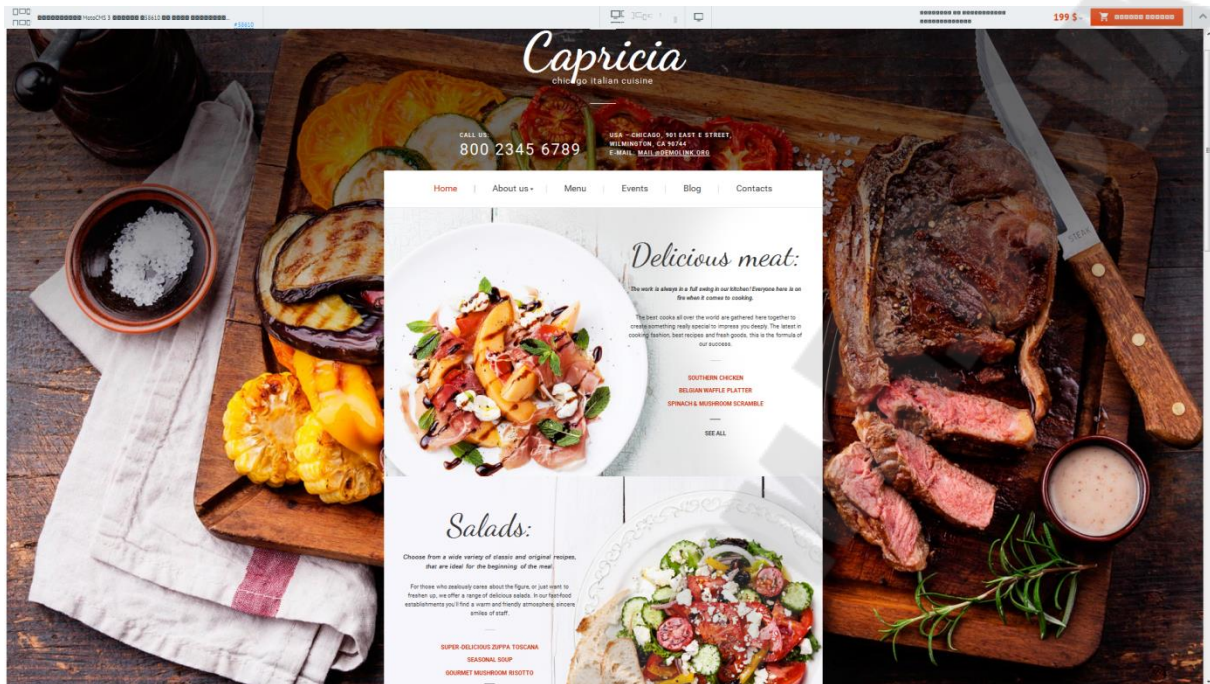 MotoCMS 3
#55610
199 $
Capricia
chicago italian cuisine
CALL US:
800 2345 6789
USA – CHICAGO, 901 EAST E STREET,
WILMINGTON, CA 90744
E-MAIL: MAIL@DEMOLINK.ORG
Home | About us | Menu | Events | Blog | Contacts
Delicious meat:
The work is always in a full swing in our kitchen! Everyone here is on
fire when it comes to cooking.
The best cooks all over the world are gathered here together to
create something really special to impress you deeply. The latest in
cooking fashion, best recipes and fresh goods, this is the formula of
our success.
SOUTHERN CHICKEN
BELGIAN WAFFLE PLATTER
SPINACH & MUSHROOM SCRAMBLE
SEE ALL
STEAK
Salads:
Choose from a wide variety of classic and original recipes,
that are ideal for the beginning of the meal.
For those who zealously cares about the figure, or just want to
freshen up, we offer a range of delicious salads. In our fast-food
establishments you'll find a warm and friendly atmosphere, sincere
smiles of staff.
SUPER-DELICIOUS ZUPPA TOSCANA
SEASONAL SOUP
GOURMET MUSHROOM RISOTTO